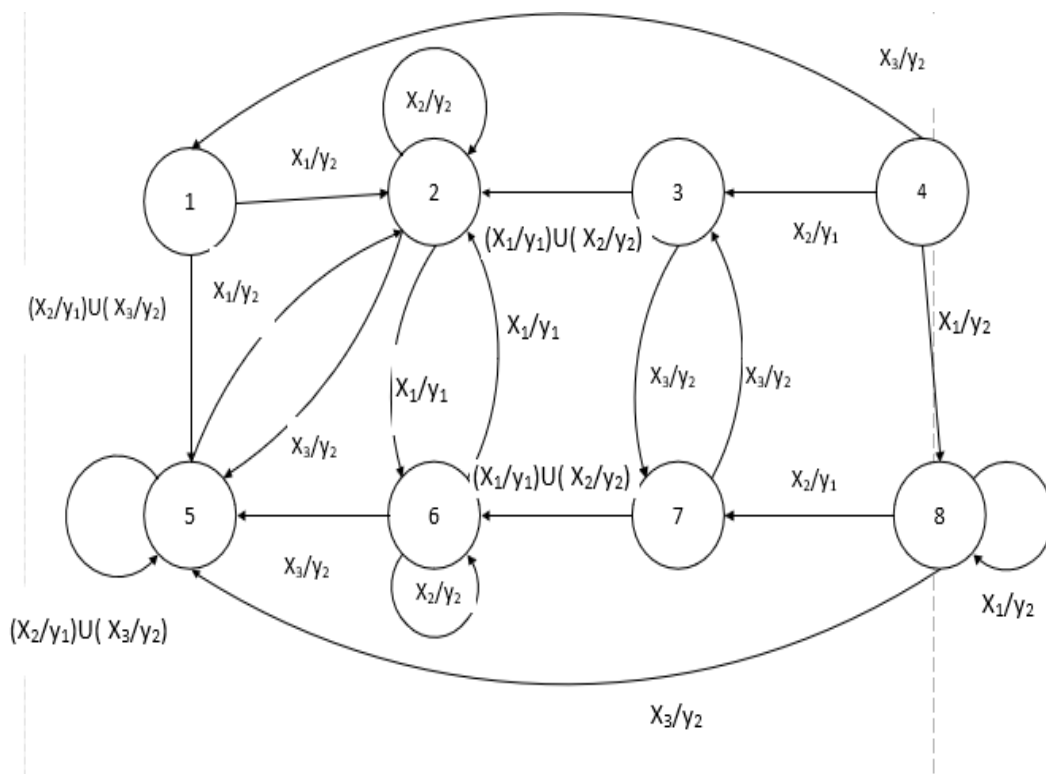 X₃/y₂
X₂/y₂
X₁/y₂
1
2
3
4
(X₁/y₁)U( X₂/y₂)
X₂/y₁
X₁/y₂
(X₂/y₁)U( X₃/y₂)
X₁/y₁
X₁/y₂
X₃/y₂
X₃/y₂
X₁/y₁
X₃/y₂
(X₁/y₁)U( X₂/y₂)
X₂/y₁
5
6
7
8
X₃/y₂
X₂/y₂
X₁/y₂
(X₂/y₁)U( X₃/y₂)
X₃/y₂